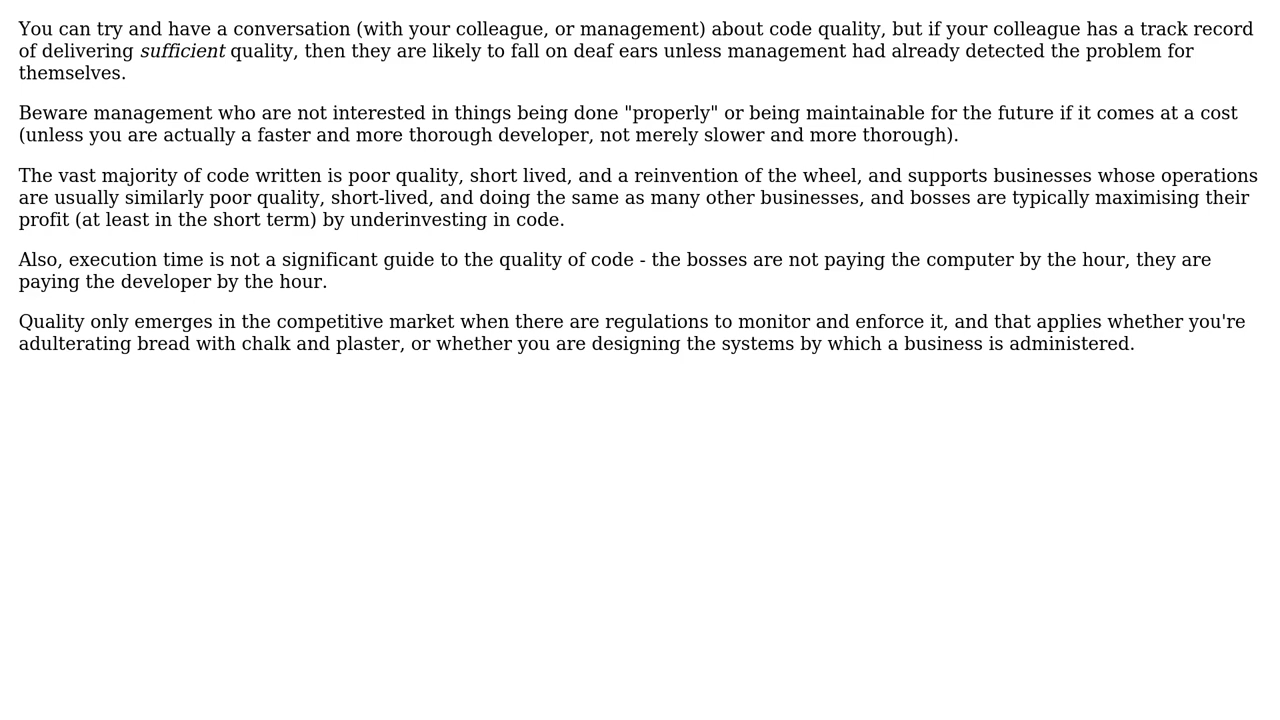 You can try and have a conversation (with your colleague, or management) about code quality, but if your colleague has a track record
of delivering sufficient quality, then they are likely to fall on deaf ears unless management had already detected the problem for
themselves.
Beware management who are not interested in things being done "properly" or being maintainable for the future if it comes at a cost
(unless you are actually a faster and more thorough developer, not merely slower and more thorough).
The vast majority of code written is poor quality, short lived, and a reinvention of the wheel, and supports businesses whose operations
are usually similarly poor quality, short-lived, and doing the same as many other businesses, and bosses are typically maximising their
profit (at least in the short term) by underinvesting in code.
Also, execution time is not a significant guide to the quality of code - the bosses are not paying the computer by the hour, they are
paying the developer by the hour.
Quality only emerges in the competitive market when there are regulations to monitor and enforce it, and that applies whether you're
adulterating bread with chalk and plaster, or whether you are designing the systems by which a business is administered.